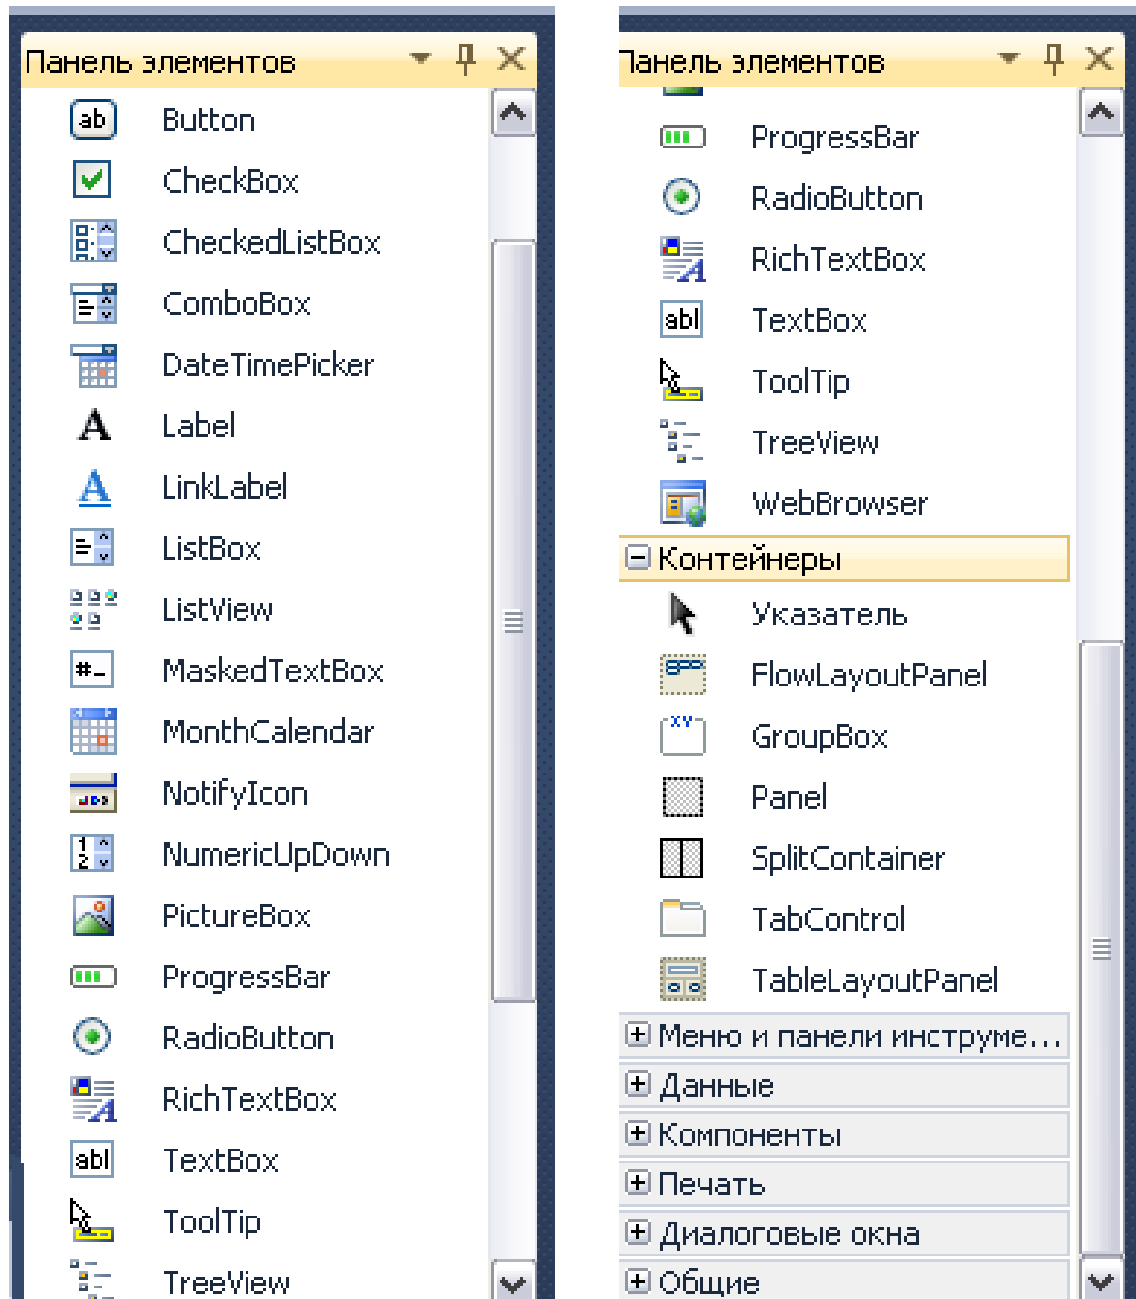 Панель элементов
Button
CheckBox
CheckedListBox
ComboBox
DateTimePicker
Label
LinkLabel
ListBox
ListView
MaskedTextBox
MonthCalendar
NotifyIcon
NumericUpDown
PictureBox
ProgressBar
RadioButton
RichTextBox
TextBox
ToolTip
TreeView
Панель элементов
ProgressBar
RadioButton
RichTextBox
TextBox
ToolTip
TreeView
WebBrowser
Контейнеры
Указатель
FlowLayoutPanel
GroupBox
Panel
SplitContainer
TabControl
TableLayoutPanel
Меню и панели инструме...
Данные
Компоненты
Печать
Диалоговые окна
Общие